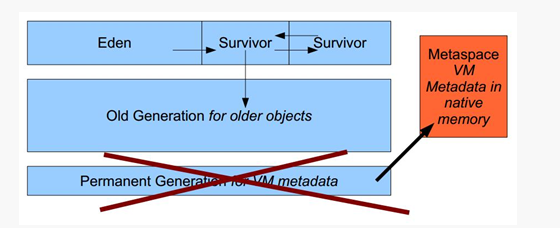 Eden
Survivor
Survivor
Metaspace
VM
Metadata in
native
memory
Old Generation for older objects
Permanent Generation for VM metadata